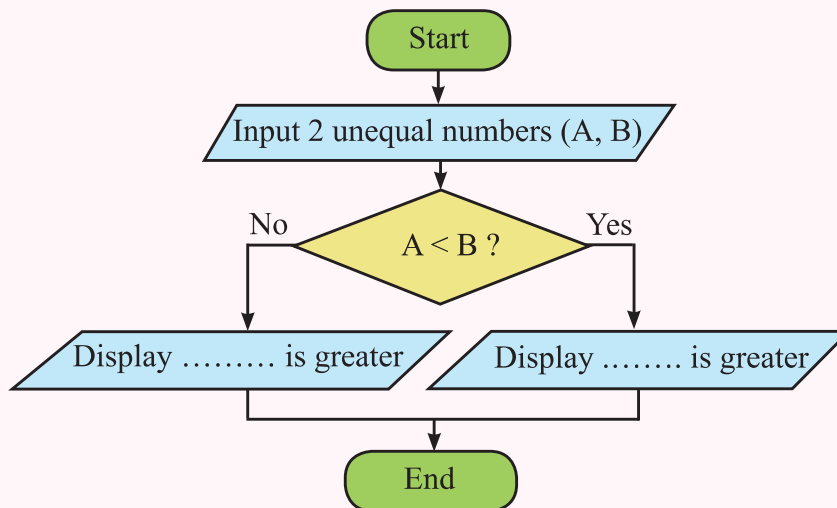 Start
Input 2 unequal numbers (A, B)
A < B ?
No
Yes
Display ……… is greater
Display …….. is greater
End